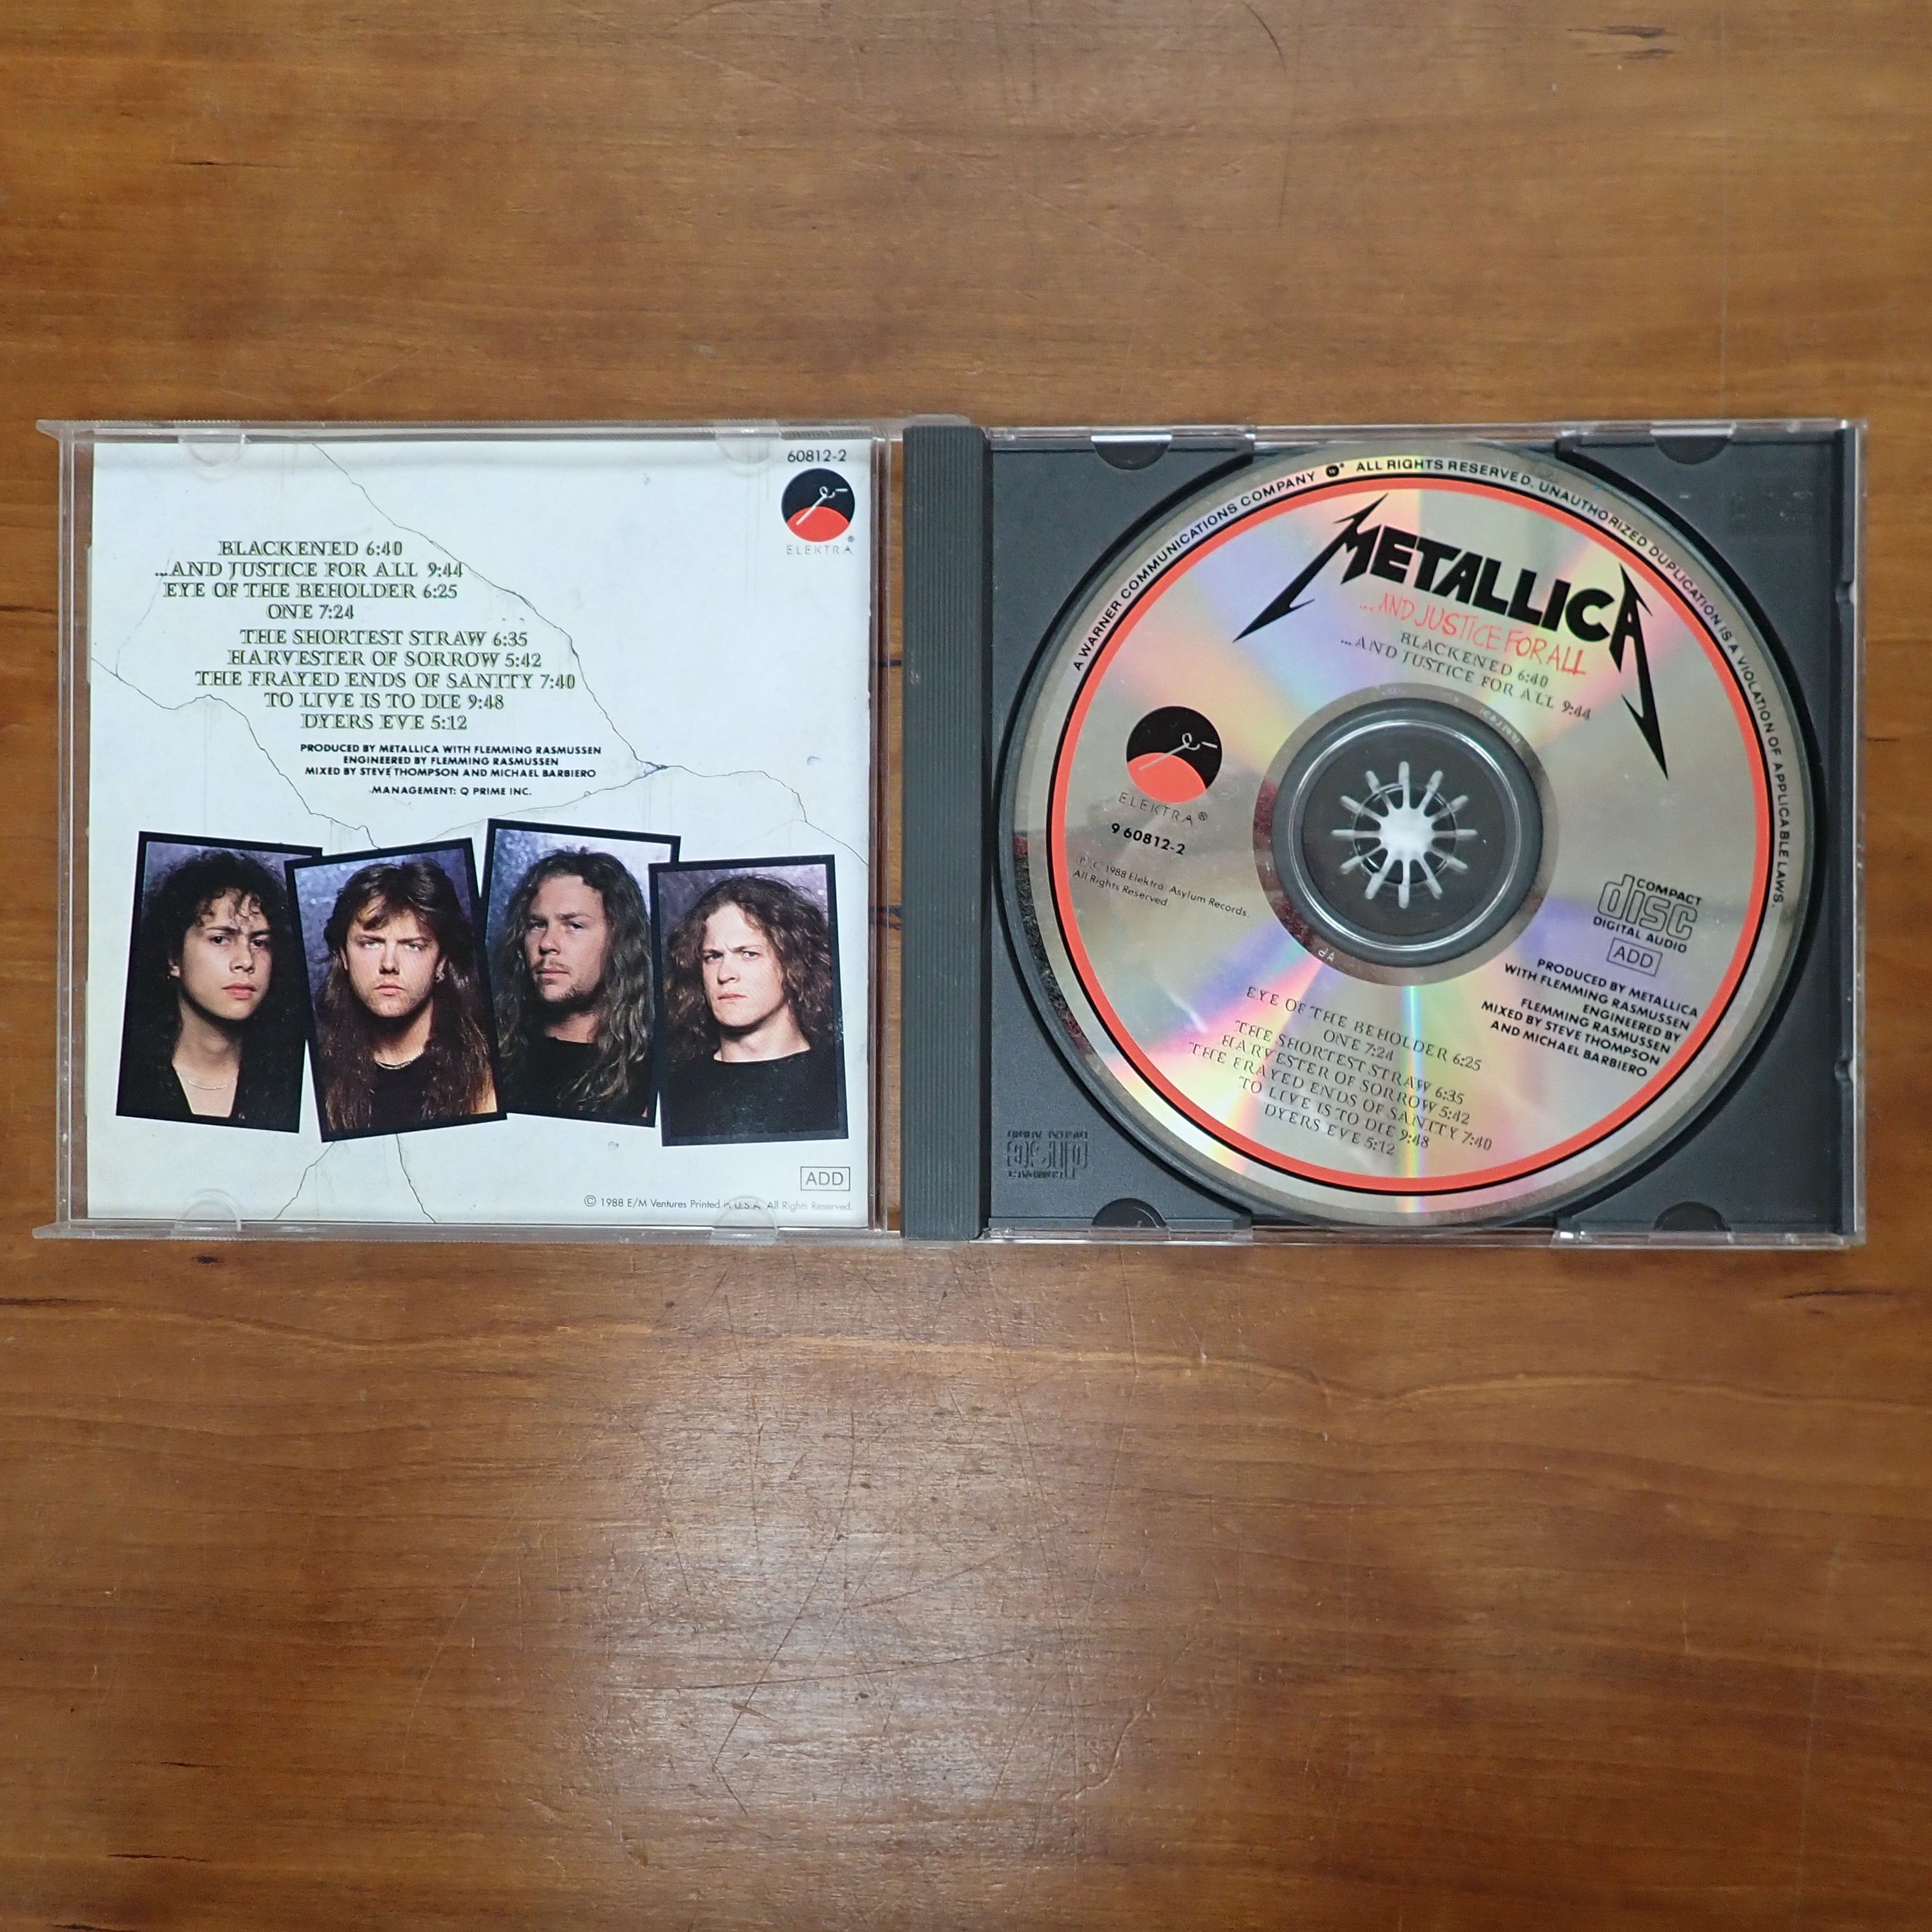 60812-2
ELEKTRA®
BLACKENED 6:40
...AND JUSTICE FOR ALL 9:44
EYE OF THE BEHOLDER 6:25
ONE 7:24
THE SHORTEST STRAW 6:35
HARVESTER OF SORROW 5:42
THE FRAYED ENDS OF SANITY 7:40
TO LIVE IS TO DIE 9:48
DYERS EVE 5:12
PRODUCED BY METALLICA WITH FLEMMING RASMUSSEN
ENGINEERED BY FLEMMING RASMUSSEN
MIXED BY STEVE THOMPSON AND MICHAEL BARBIERO
MANAGEMENT: Q PRIME INC.
ADD
© 1988 E/M Ventures Printed in U.S.A. All Rights Reserved.
A WARNER COMMUNICATIONS COMPANY ALL RIGHTS RESERVED. UNAUTHORIZED DUPLICATION IS A VIOLATION OF APPLICABLE LAWS.
METALLICA
...AND JUSTICE FOR ALL
BLACKENED 6:40
...AND JUSTICE FOR ALL 9:44
ELEKTRA®
9 60812-2
℗ © 1988 Elektra. Asylum Records.
All Rights Reserved.
COMPACT
disc
DIGITAL AUDIO
ADD
PRODUCED BY METALLICA
WITH FLEMMING RASMUSSEN
ENGINEERED BY
FLEMMING RASMUSSEN
MIXED BY STEVE THOMPSON
AND MICHAEL BARBIERO
EYE OF THE BEHOLDER 6:25
ONE 7:24
THE SHORTEST STRAW 6:35
HARVESTER OF SORROW 5:42
THE FRAYED ENDS OF SANITY 7:40
TO LIVE IS TO DIE 9:48
DYERS EVE 5:12
COMPACT
disc
DIGITAL AUDIO